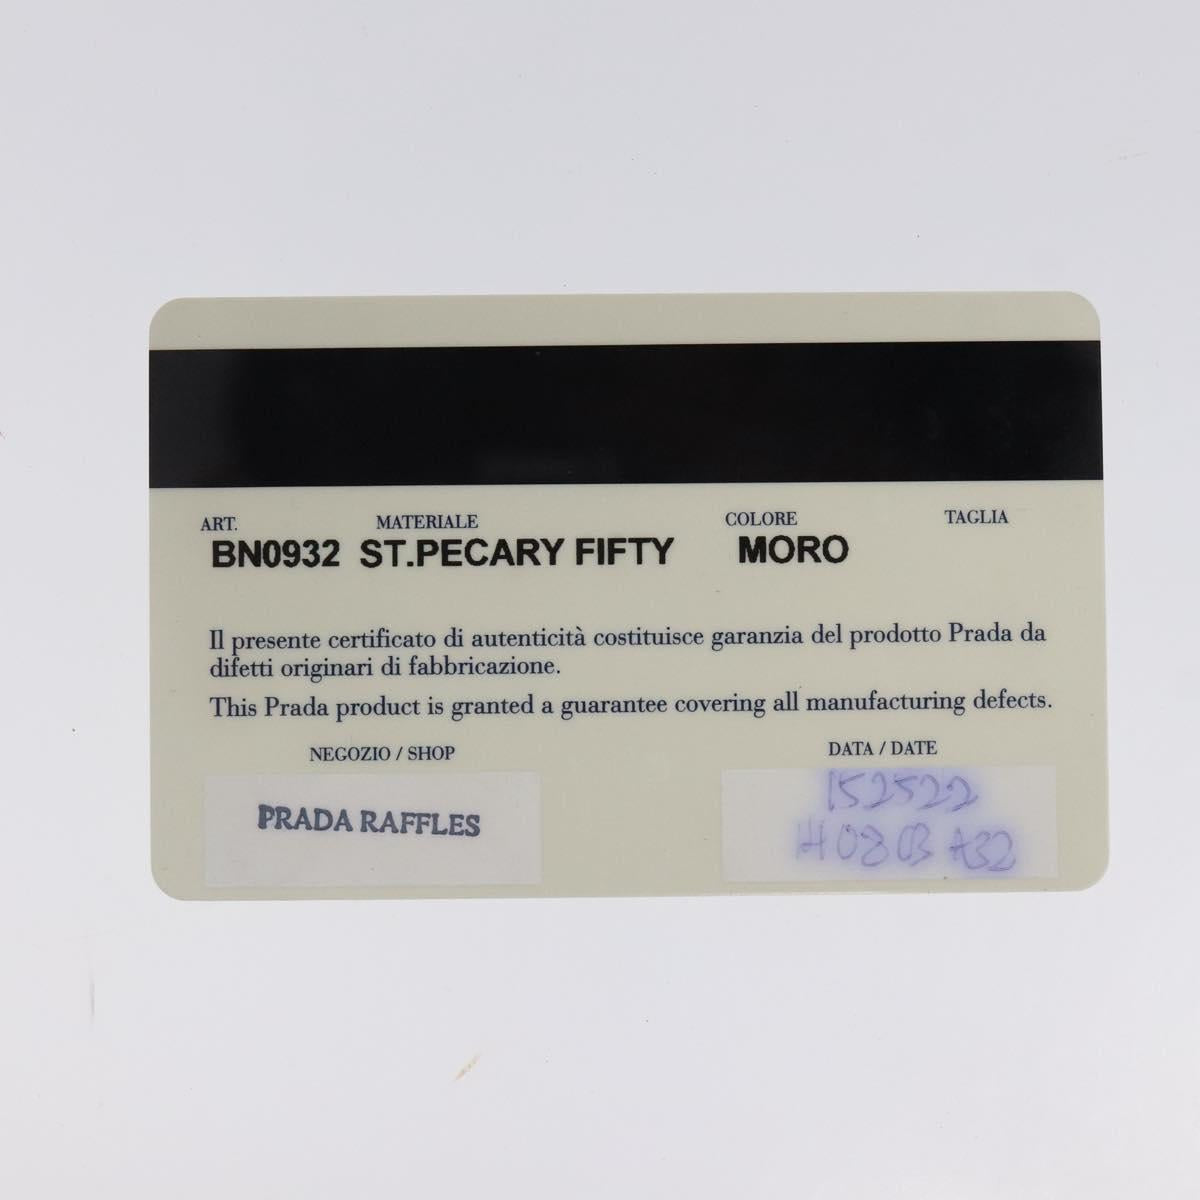 ART. MATERIALE COLORE TAGLIA
BN0932 ST.PECARY FIFTY MORO
Il presente certificato di autenticità costituisce garanzia del prodotto Prada da
difetti originari di fabbricazione.
This Prada product is granted a guarantee covering all manufacturing defects.
NEGOZIO / SHOP DATA / DATE
PRADA RAFFLES
152522